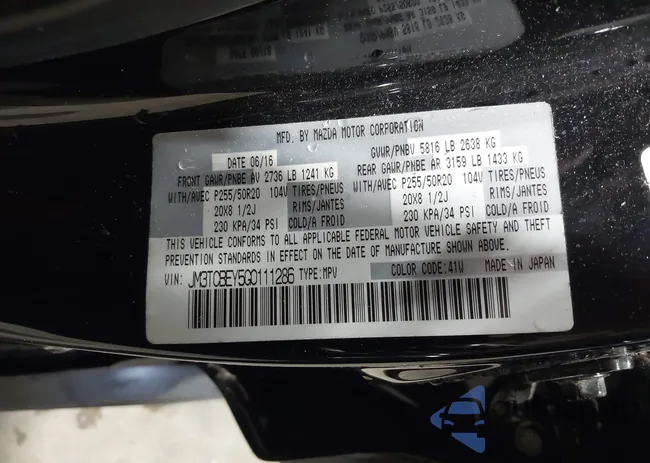 MFD. BY MAZDA MOTOR CORPORATION
DATE 06/16 GVWR/PNBV 5816 LB 2638 KG
FRONT GAWR/PNBE AV 2736 LB 1241 KG REAR GAWR/PNBE AR 3159 LB 1433 KG
WITH/AVEC P255/50R20 104V TIRES/PNEUS WITH/AVEC P255/50R20 104V TIRES/PNEUS
20X8 1/2J RIMS/JANTES 20X8 1/2J RIMS/JANTES
230 KPA/34 PSI COLD/A FROID 230 KPA/34 PSI COLD/A FROID
THIS VEHICLE CONFORMS TO ALL APPLICABLE FEDERAL MOTOR VEHICLE SAFETY AND THEFT
PREVENTION STANDARDS IN EFFECT ON THE DATE OF MANUFACTURE SHOWN ABOVE.
VIN: JM3TCBEY5G0111286 TYPE:MPV COLOR CODE:41W MADE IN JAPAN